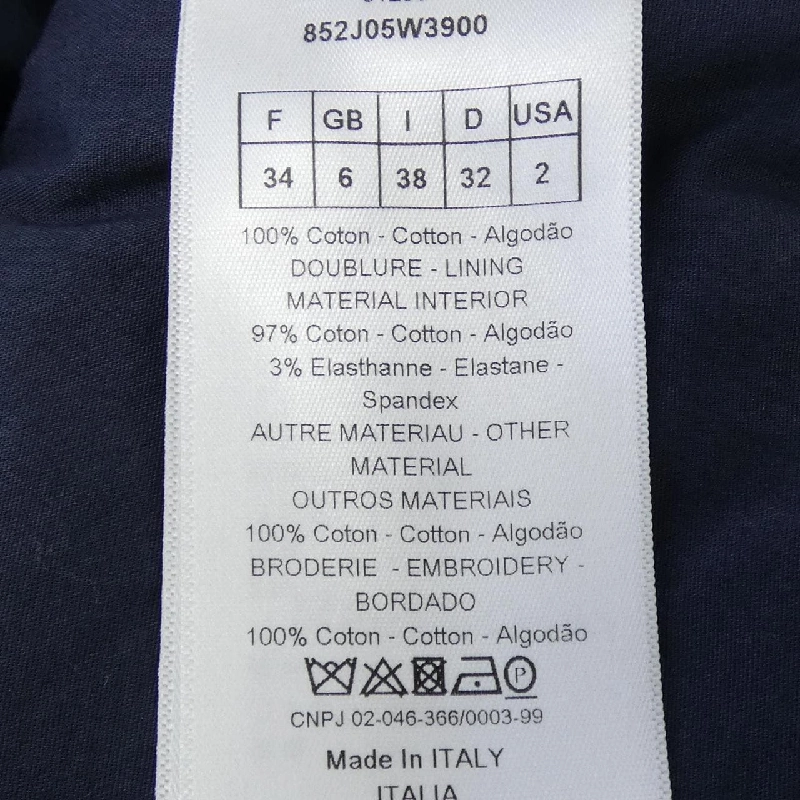 852J05W3900
F GB I D USA
34 6 38 32 2
100% Coton - Cotton - Algodão
DOUBLURE - LINING
MATERIAL INTERIOR
97% Coton - Cotton - Algodão
3% Elasthanne - Elastane -
Spandex
AUTRE MATERIAU - OTHER
MATERIAL
OUTROS MATERIAIS
100% Coton - Cotton - Algodão
BRODERIE - EMBROIDERY -
BORDADO
100% Coton - Cotton - Algodão
P
CNPJ 02-046-366/0003-99
Made In ITALY
ITALIA